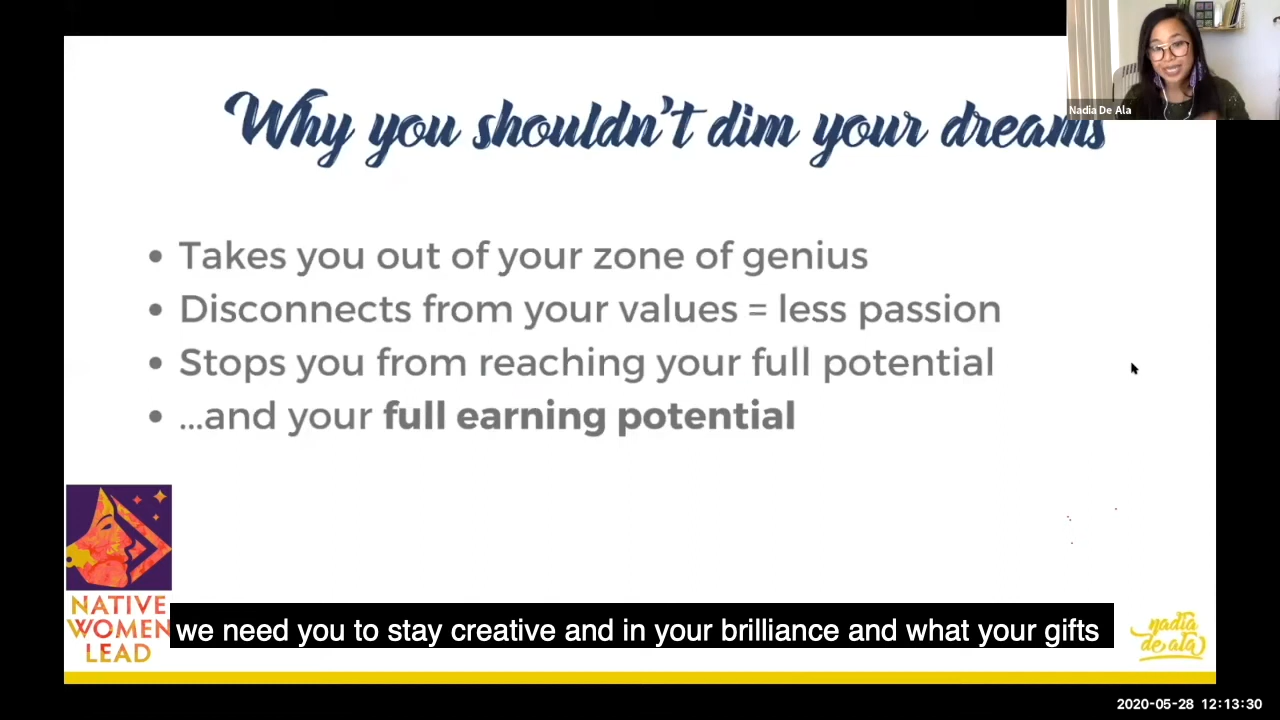 Why you shouldn't dim your dreams
Nadia De Ala
• Takes you out of your zone of genius
• Disconnects from your values = less passion
• Stops you from reaching your full potential
• ...and your full earning potential
NATIVE
WOMEN
LEAD
we need you to stay creative and in your brilliance and what your gifts
nadia
de ala
2020-05-28 12:13:30